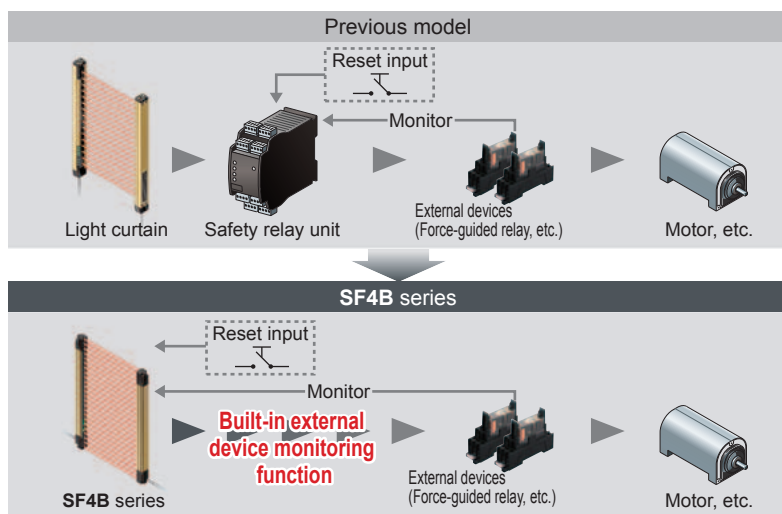 Previous model
Reset input
Monitor
Light curtain
Safety relay unit
External devices
(Force-guided relay, etc.)
Motor, etc.
SF4B series
Reset input
Monitor
Built-in external
device monitoring
function
SF4B series
External devices
(Force-guided relay, etc.)
Motor, etc.